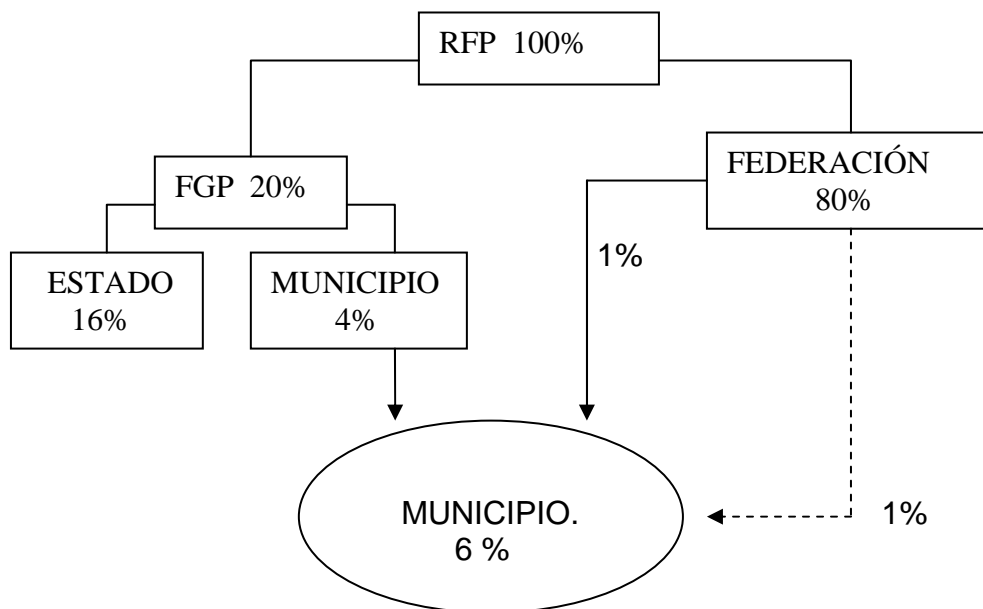 RFP 100%
FEDERACIÓN
80%
FGP 20%
1%
ESTADO
16%
MUNICIPIO
4%
MUNICIPIO.
6 %
1%